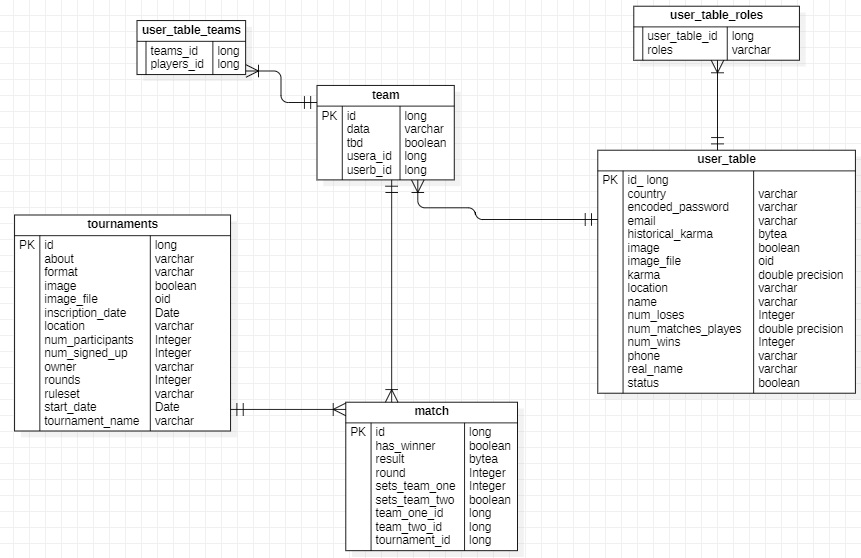 user_table_teams
teams_id long
players_id long
user_table_roles
user_table_id long
roles varchar
team
PK id long
data varchar
tbd boolean
usera_id long
userb_id long
user_table
PK id_ long
country varchar
encoded_password varchar
email varchar
historical_karma bytea
image boolean
image_file oid
karma double precision
location varchar
name varchar
num_loses Integer
num_matches_playes double precision
num_wins Integer
phone varchar
real_name varchar
status boolean
tournaments
PK id long
about varchar
format varchar
image boolean
image_file oid
inscription_date Date
location varchar
num_participants Integer
num_signed_up Integer
owner varchar
rounds Integer
ruleset varchar
start_date Date
tournament_name varchar
match
PK id long
has_winner boolean
result bytea
round Integer
sets_team_one Integer
sets_team_two boolean
team_one_id long
team_two_id long
tournament_id long